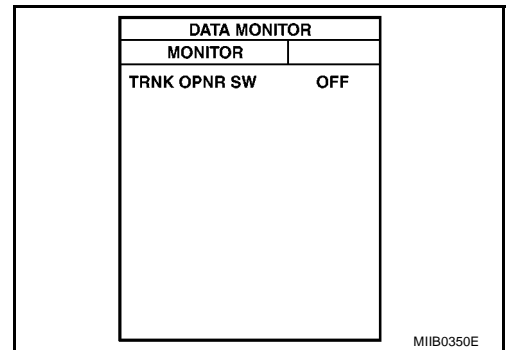 DATA MONITOR
MONITOR
TRNK OPNR SW OFF
MIIB0350E